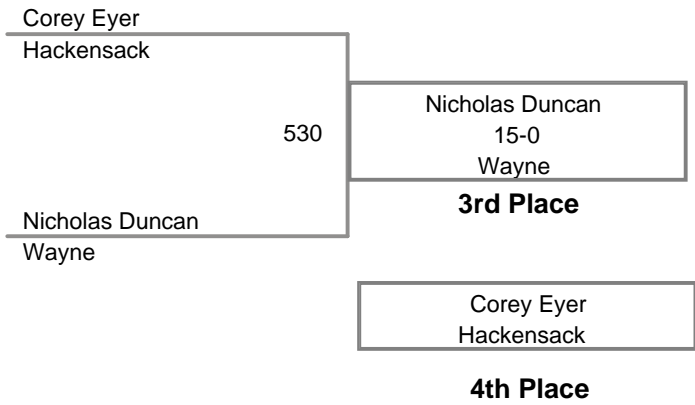 Corey Eyer
Hackensack
530
Nicholas Duncan
15-0
Wayne
3rd Place
Nicholas Duncan
Wayne
Corey Eyer
Hackensack
4th Place